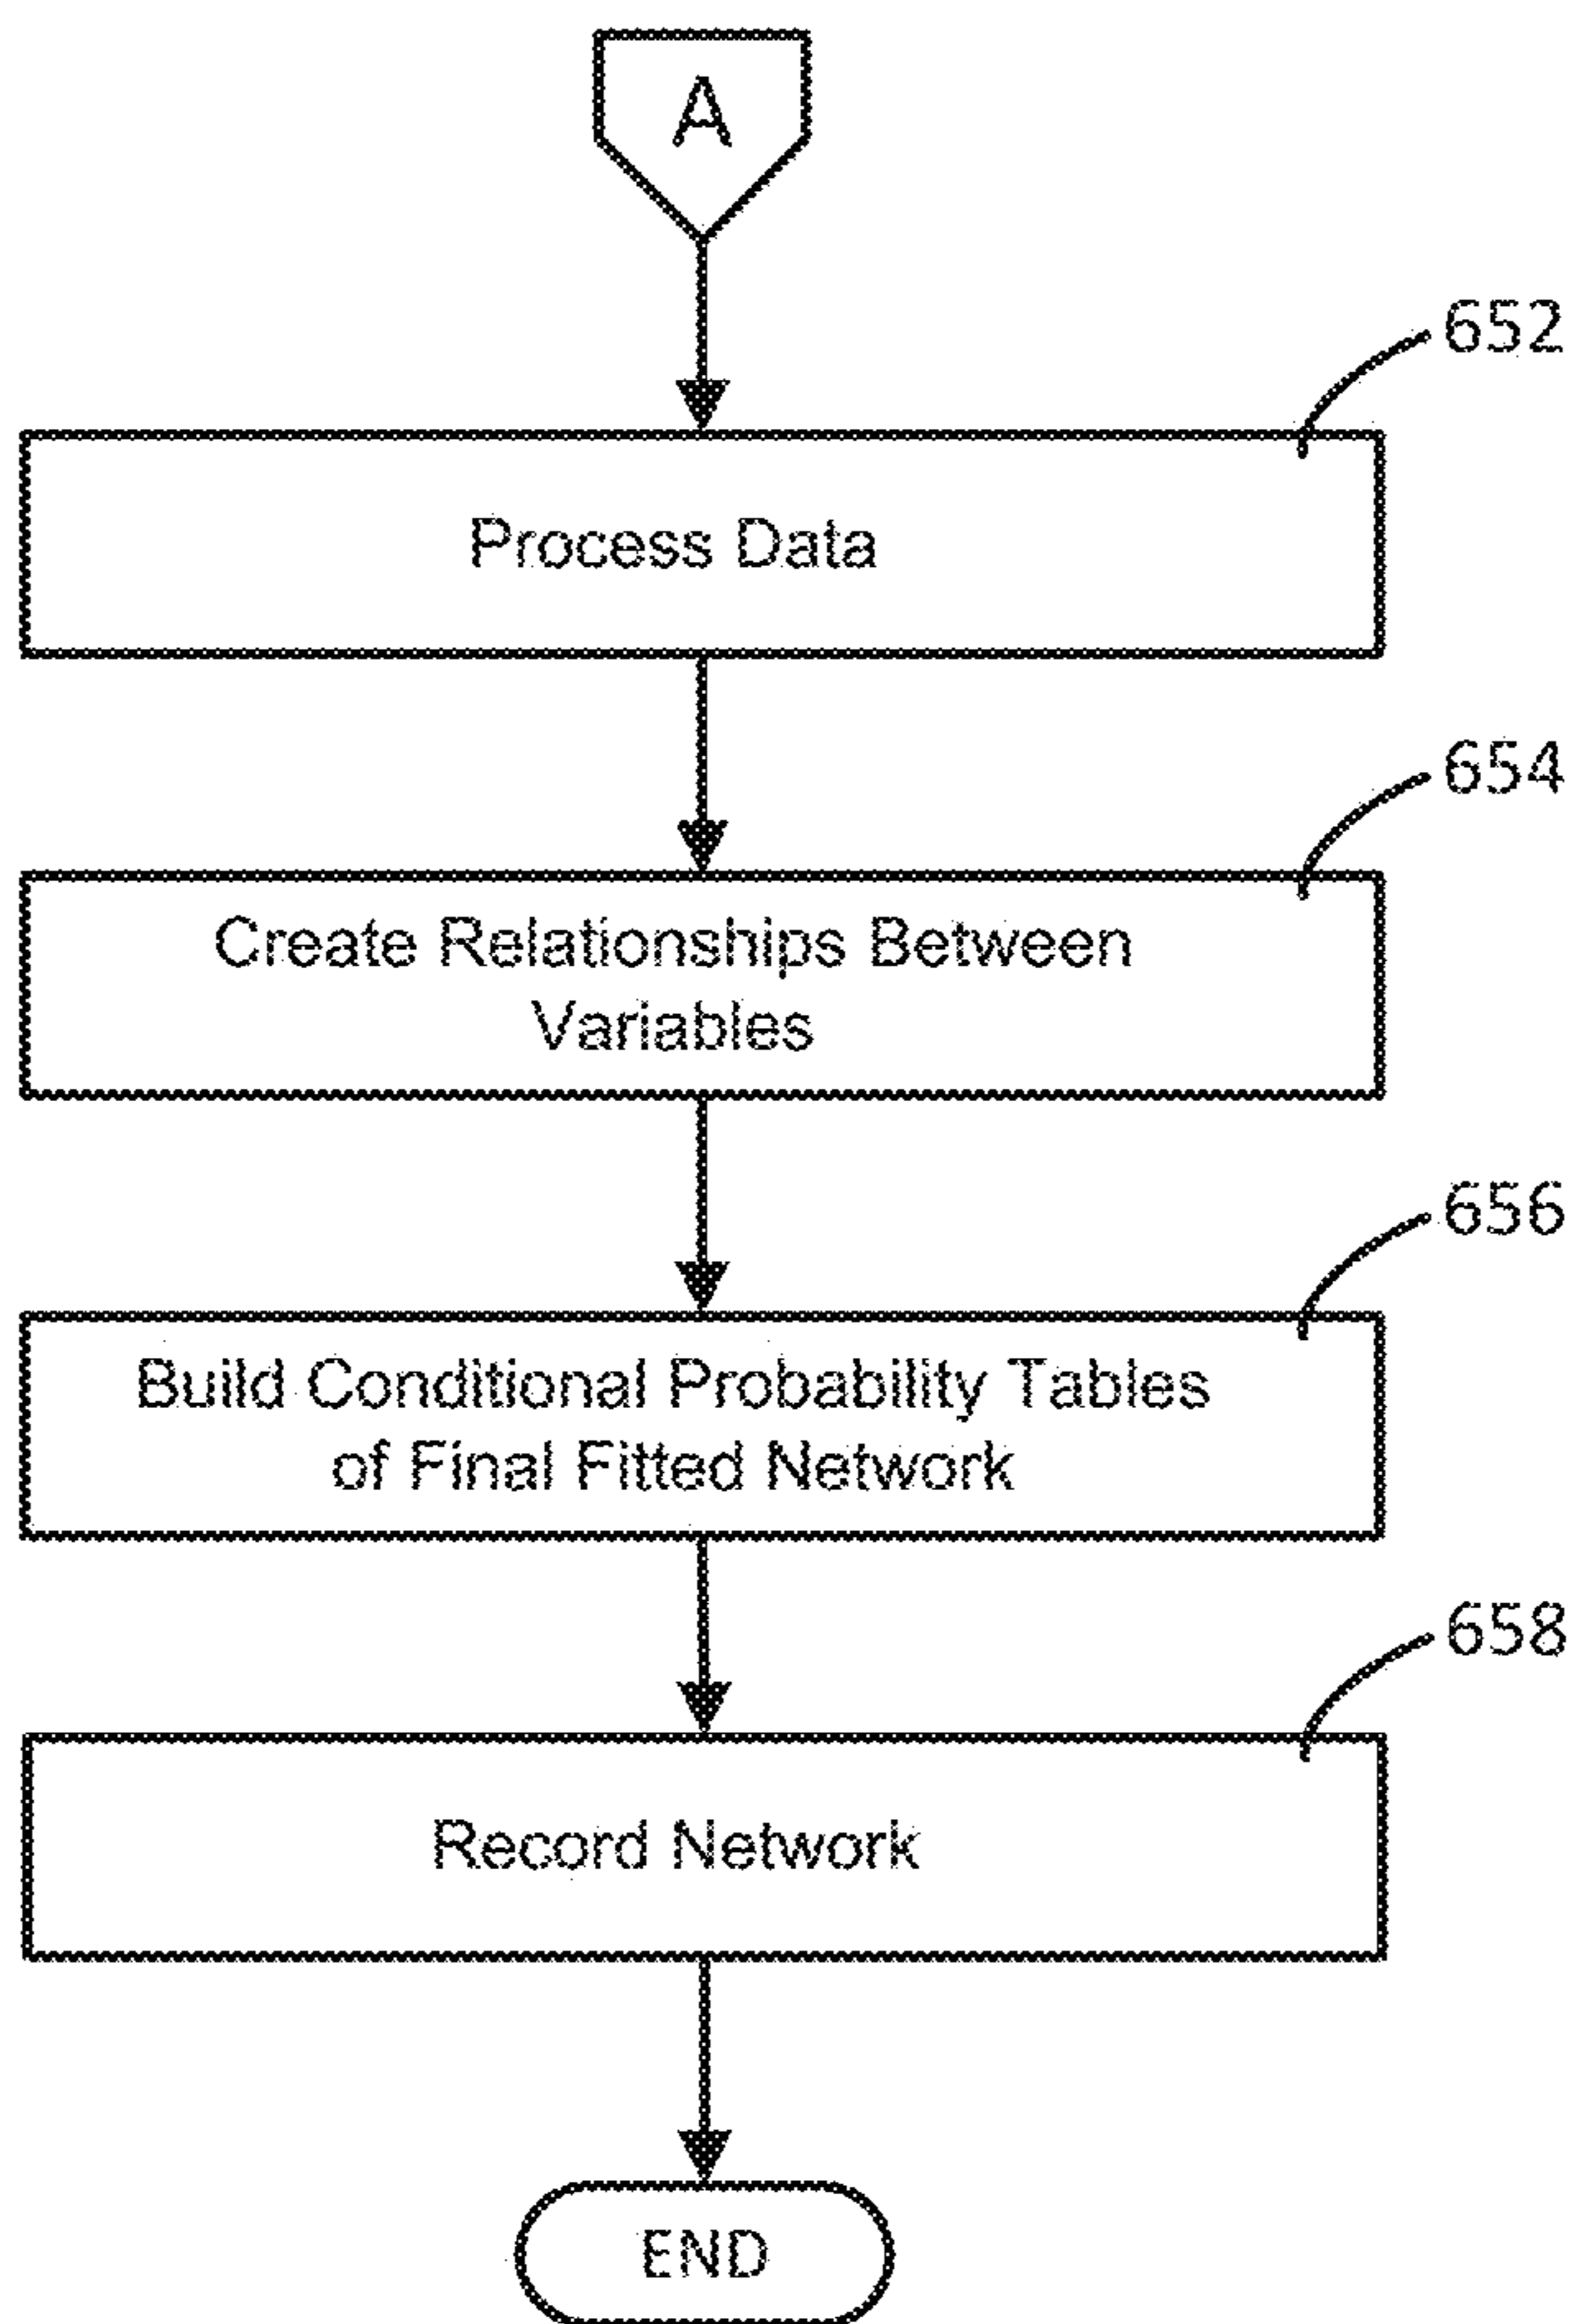 A
652
Process Data
654
Create Relationships Between
Variables
656
Build Conditional Probability Tables
of Final Fitted Network
658
Record Network
END